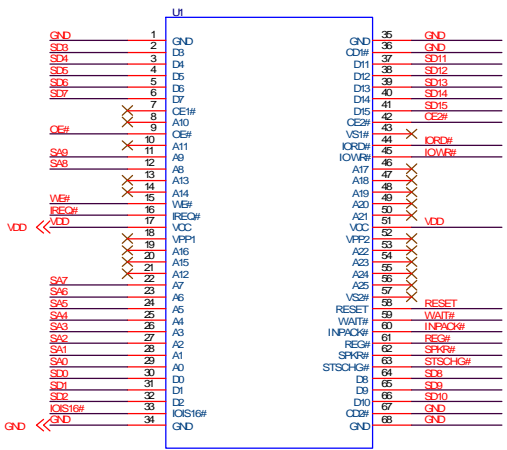 U1
GND 1 GND GND 35 GND
SD3 2 D3 CD1# 36 GND
SD4 3 D4 D11 37 SD11
SD5 4 D5 D12 38 SD12
SD6 5 D6 D13 39 SD13
SD7 6 D7 D14 40 SD14
7 CE1# D15 41 SD15
8 A10 CE2# 42 CE2#
OE# 9 OE# VS1# 43
10 A11 IORD# 44 IORD#
SA9 11 A9 IOWR# 45 IOWR#
SA8 12 A8 A17 46
13 A13 A18 47
14 A14 A19 48
WE# 15 WE# A20 49
IREQ# 16 IREQ# A21 50
VDD VDD 17 VCC VCC 51 VDD
18 VPP1 VPP2 52
19 A16 A22 53
20 A15 A23 54
21 A12 A24 55
SA7 22 A7 A25 56
SA6 23 A6 VS2# 57
SA5 24 A5 RESET 58 RESET
SA4 25 A4 WAIT# 59 WAIT#
SA3 26 A3 INPACK# 60 INPACK#
SA2 27 A2 REG# 61 REG#
SA1 28 A1 SPKR# 62 SPKR#
SA0 29 A0 STSCHG# 63 STSCHG#
SD0 30 D0 D8 64 SD8
SD1 31 D1 D9 65 SD9
SD2 32 D2 D10 66 SD10
IOIS16# 33 IOIS16# CD2# 67 GND
GND GND 34 GND GND 68 GND